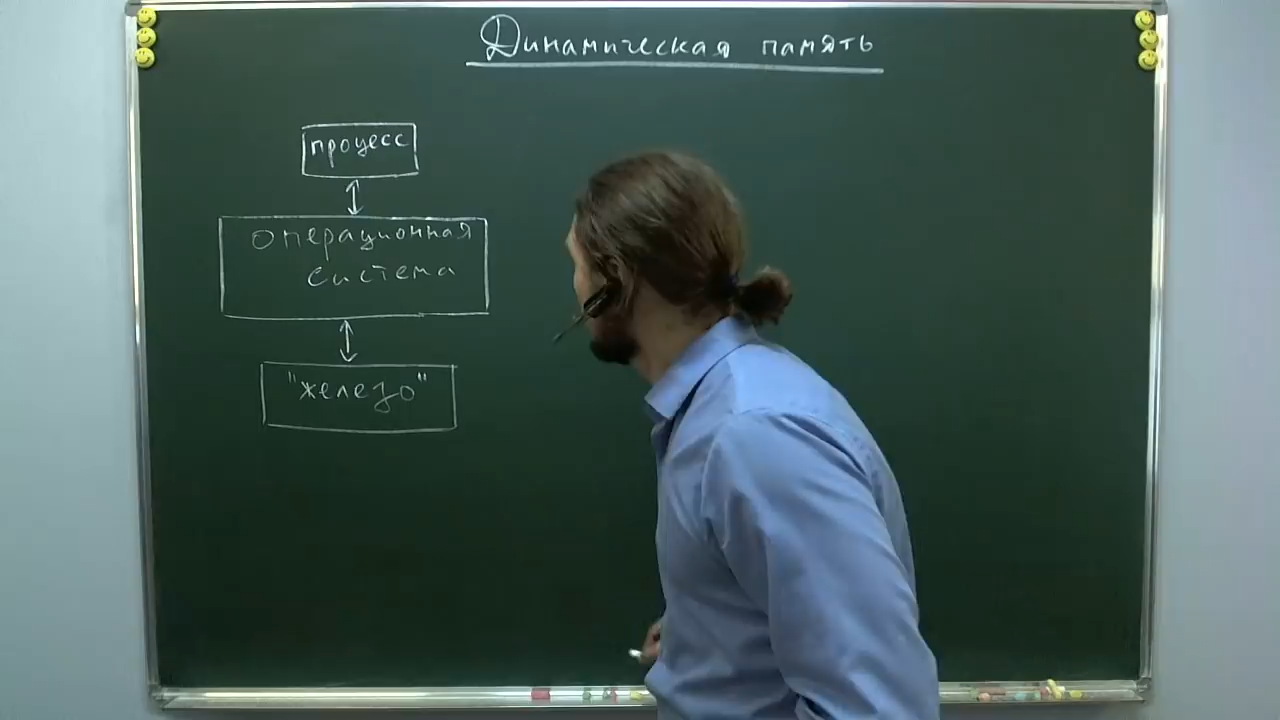 Динамическая память
процесс
операционная
система
"железо"